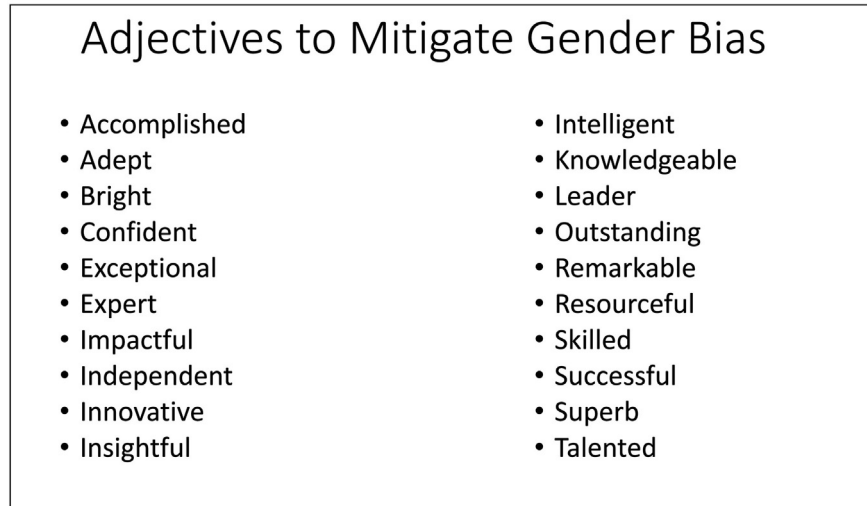 Adjectives to Mitigate Gender Bias
• Accomplished
• Adept
• Bright
• Confident
• Exceptional
• Expert
• Impactful
• Independent
• Innovative
• Insightful
• Intelligent
• Knowledgeable
• Leader
• Outstanding
• Remarkable
• Resourceful
• Skilled
• Successful
• Superb
• Talented